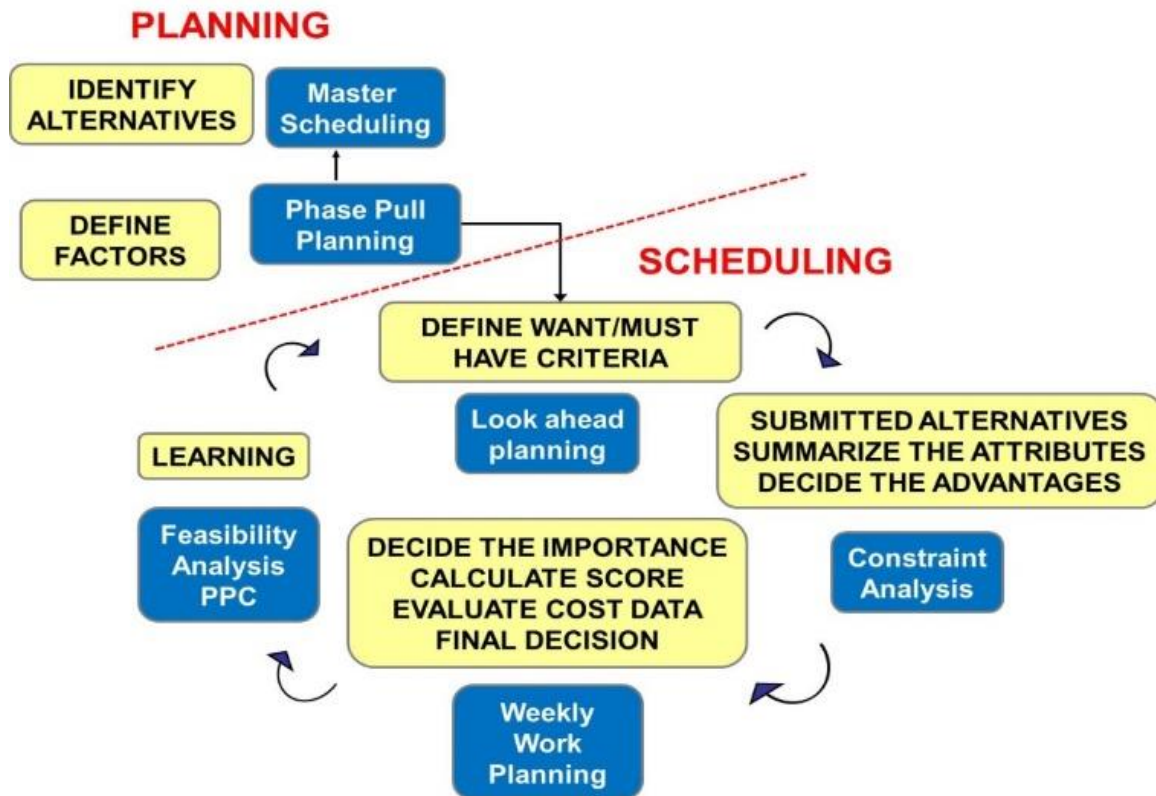 PLANNING
IDENTIFY
ALTERNATIVES
Master
Scheduling
DEFINE
FACTORS
Phase Pull
Planning
SCHEDULING
DEFINE WANT/MUST
HAVE CRITERIA
Look ahead
planning
SUBMITTED ALTERNATIVES
SUMMARIZE THE ATTRIBUTES
DECIDE THE ADVANTAGES
LEARNING
Feasibility
Analysis
PPC
DECIDE THE IMPORTANCE
CALCULATE SCORE
EVALUATE COST DATA
FINAL DECISION
Constraint
Analysis
Weekly
Work
Planning